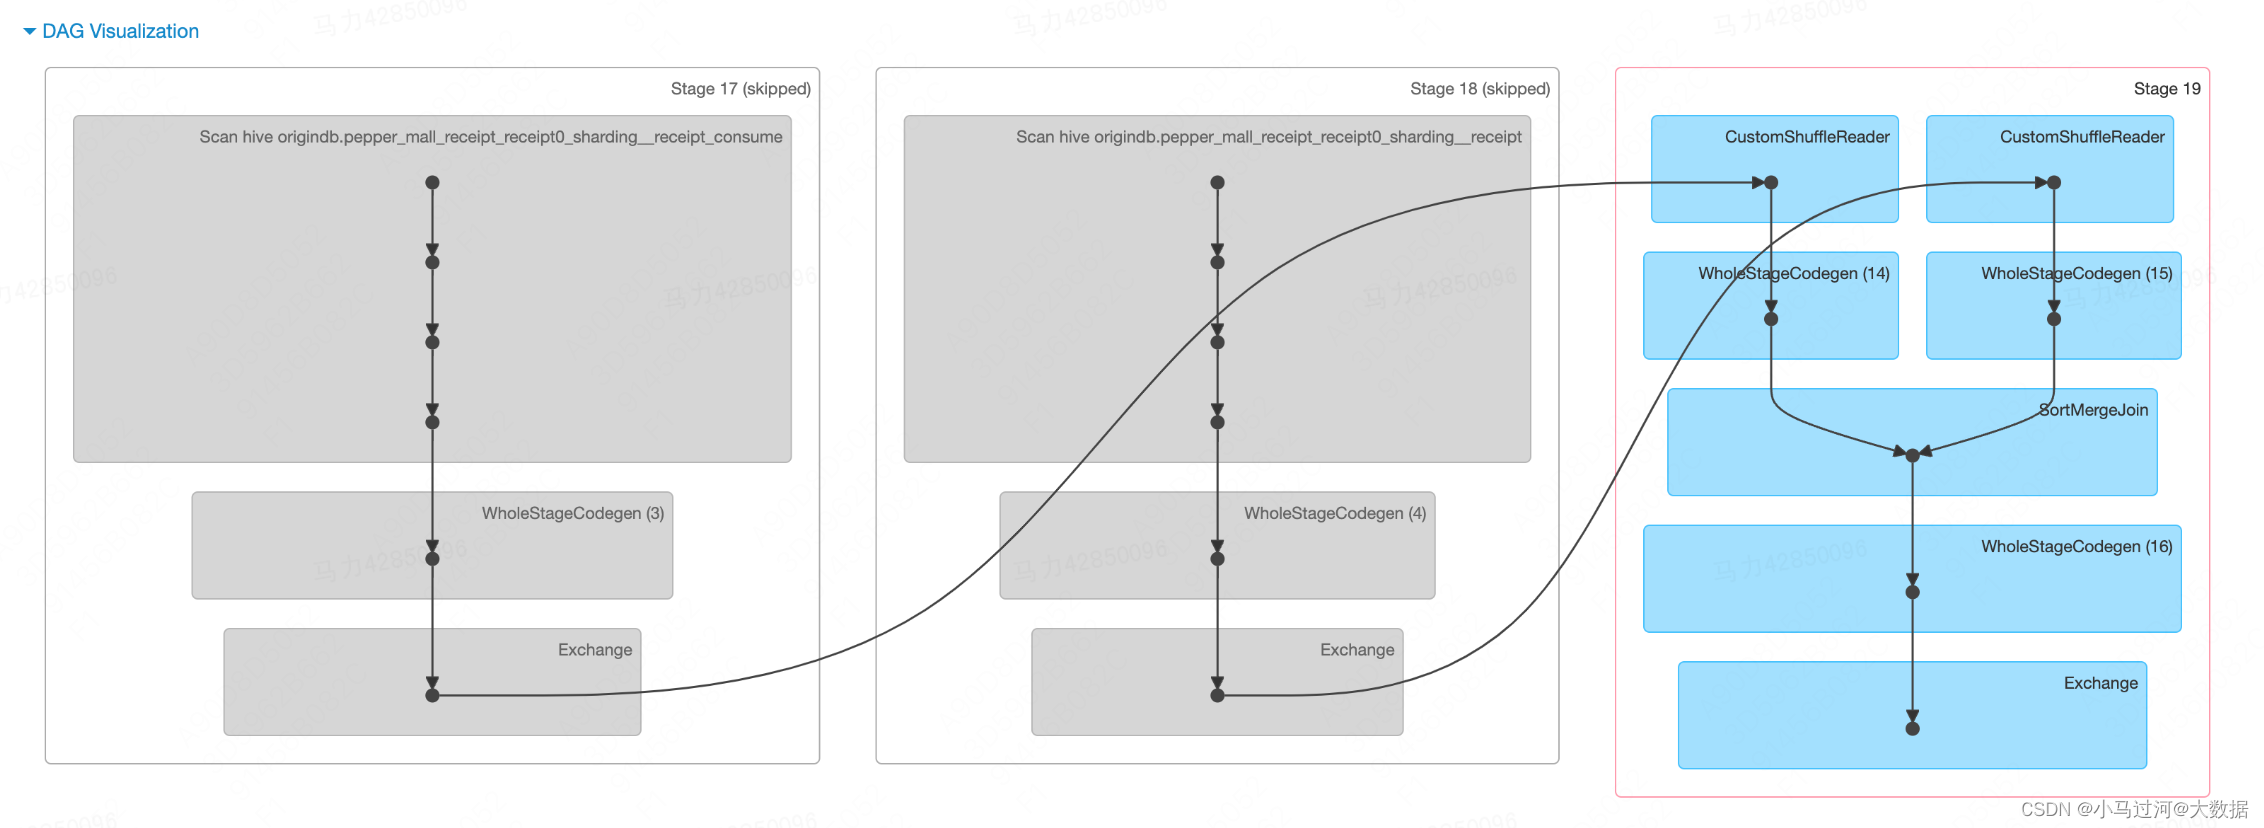 DAG Visualization
Stage 17 (skipped)
Scan hive origindb.pepper_mall_receipt_receipt0_sharding__receipt_consume
WholeStageCodegen (3)
Exchange
Stage 18 (skipped)
Scan hive origindb.pepper_mall_receipt_receipt0_sharding__receipt
WholeStageCodegen (4)
Exchange
Stage 19
CustomShuffleReader
CustomShuffleReader
WholeStageCodegen (14)
WholeStageCodegen (15)
SortMergeJoin
WholeStageCodegen (16)
Exchange
马力42850096
CSDN @小马过河@大数据